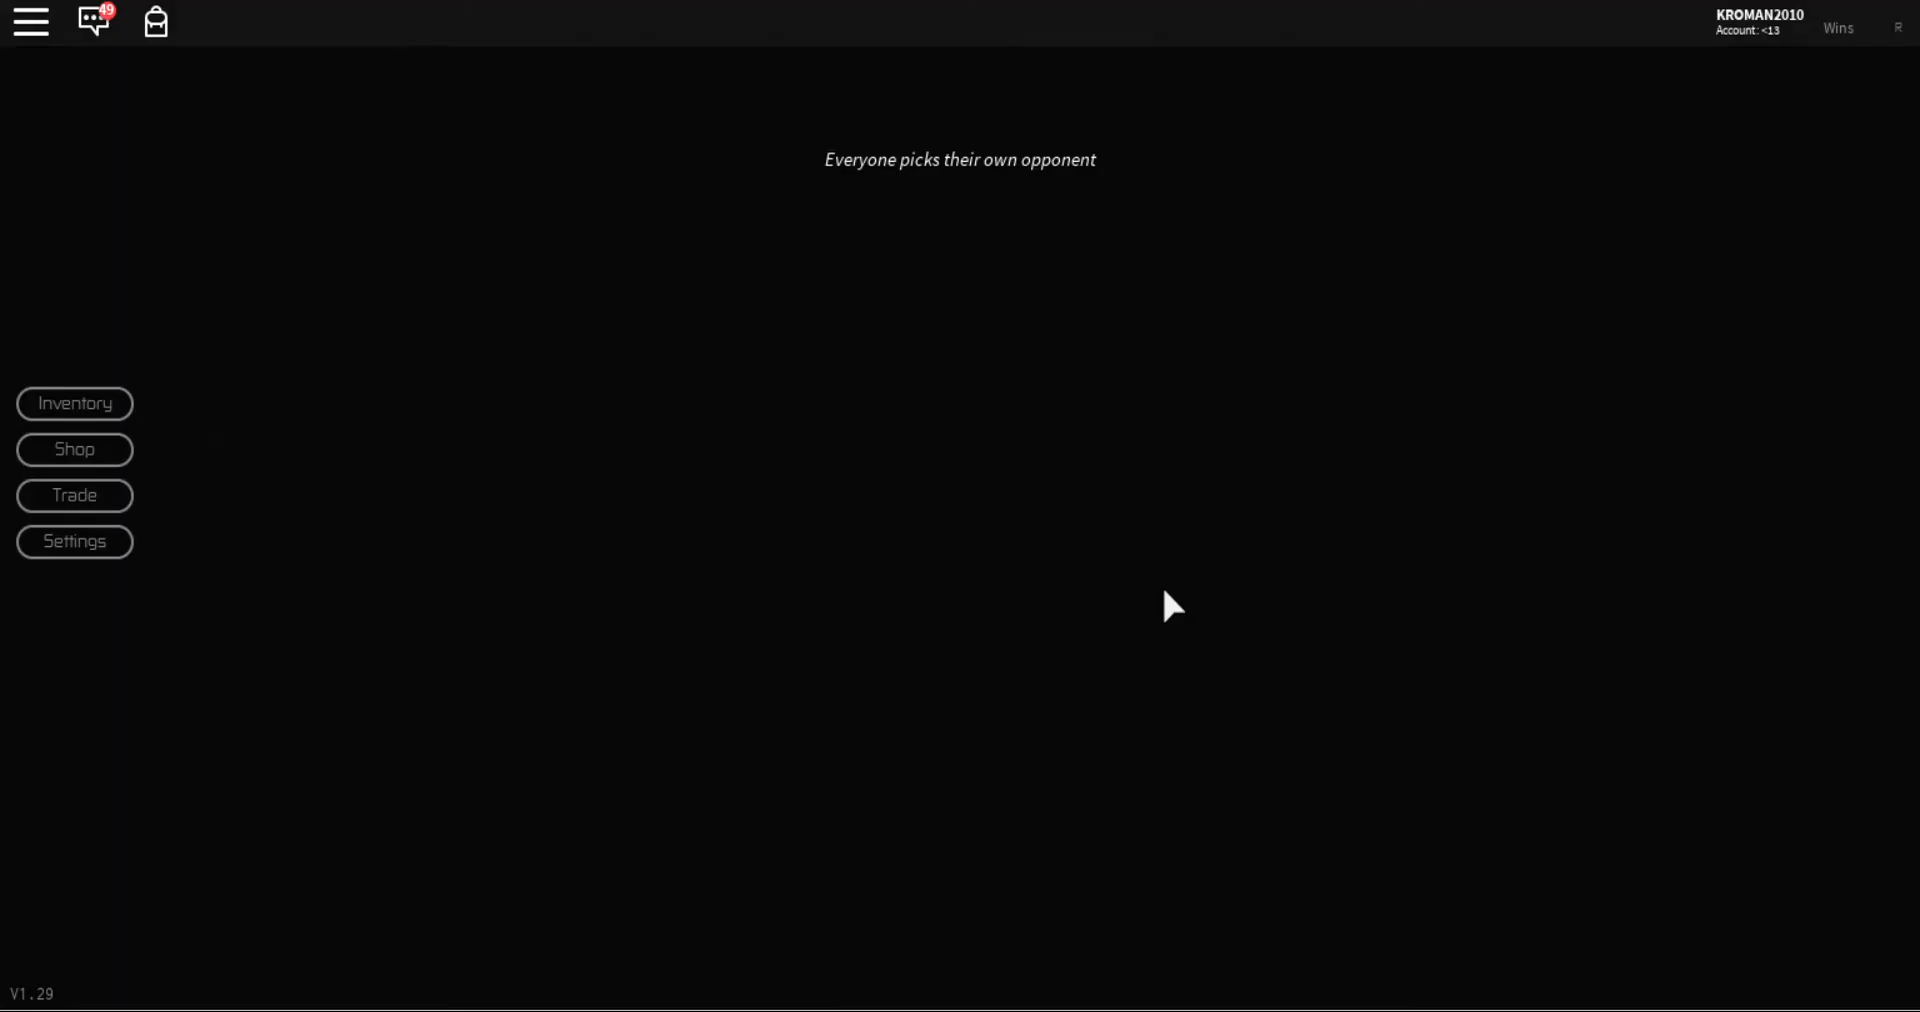 49
KROMAN2010
Account: <13
Wins
R
Everyone picks their own opponent
Inventory
Shop
Trade
Settings
V1.29